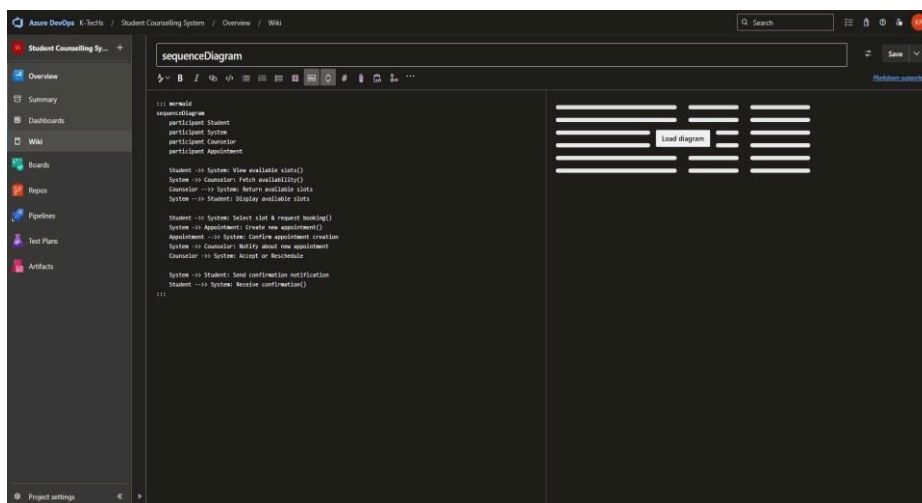 Azure DevOps K-TecHs / Student Counselling System / Overview / Wiki
Search
Student Counselling Sy... +
sequenceDiagram
Save
Overview
Markdown supporte
Summary
Dashboards
Wiki
Boards
Repos
Pipelines
Test Plans
Artifacts
::: mermaid
sequenceDiagram
participant Student
participant System
participant Counselor
participant Appointment
Student ->> System: View available slots()
System ->> Counselor: Fetch availability()
Counselor -->> System: Return available slots
System -->> Student: Display available slots
Student ->> System: Select slot & request booking()
System ->> Appointment: Create new appointment()
Appointment -->> System: Confirm appointment creation
System ->> Counselor: Notify about new appointment
Counselor ->> System: Accept or Reschedule
System ->> Student: Send confirmation notification
Student -->> System: Receive confirmation()
:::
Load diagram
Project settings